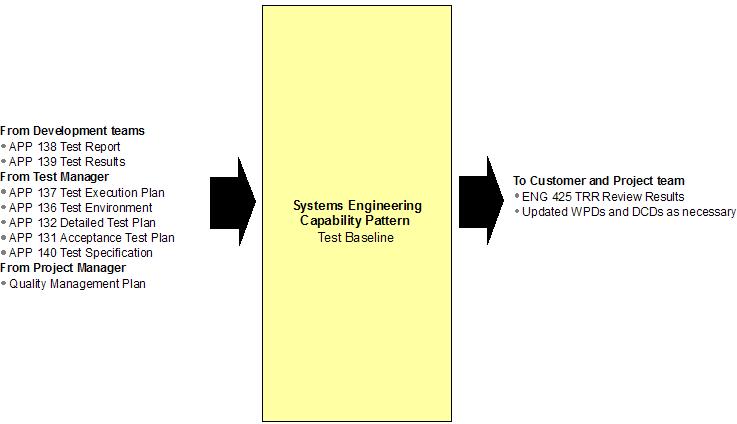 From Development teams
• APP 138 Test Report
• APP 139 Test Results
From Test Manager
• APP 137 Test Execution Plan
• APP 136 Test Environment
• APP 132 Detailed Test Plan
• APP 131 Acceptance Test Plan
• APP 140 Test Specification
From Project Manager
• Quality Management Plan
Systems Engineering
Capability Pattern
Test Baseline
To Customer and Project team
• ENG 425 TRR Review Results
• Updated WPDs and DCDs as necessary